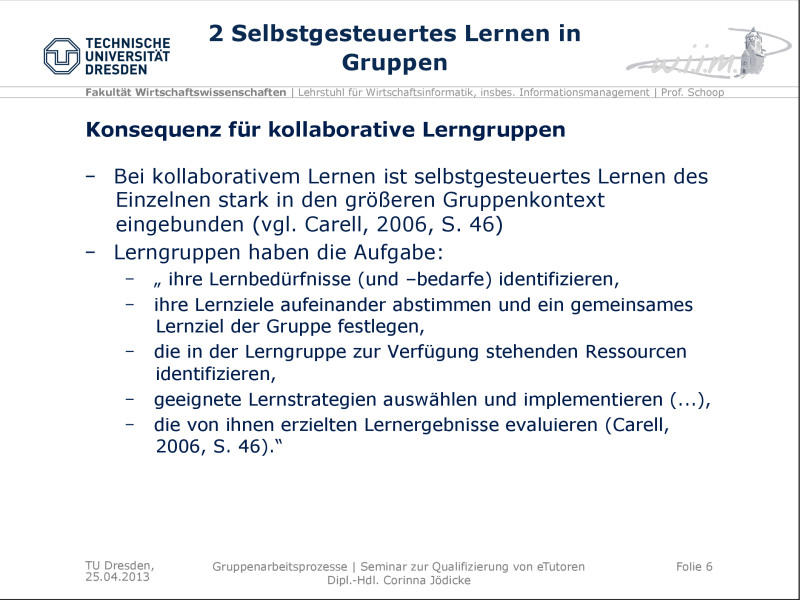 2 Selbstgesteuertes Lernen in
Gruppen
TECHNISCHE
UNIVERSITÄT
DRESDEN
wiim
Fakultät Wirtschaftswissenschaften | Lehrstuhl für Wirtschaftsinformatik, insbes. Informationsmanagement | Prof. Schoop
Konsequenz für kollaborative Lerngruppen
– Bei kollaborativem Lernen ist selbstgesteuertes Lernen des
Einzelnen stark in den größeren Gruppenkontext
eingebunden (vgl. Carell, 2006, S. 46)
– Lerngruppen haben die Aufgabe:
– „ ihre Lernbedürfnisse (und –bedarfe) identifizieren,
– ihre Lernziele aufeinander abstimmen und ein gemeinsames
Lernziel der Gruppe festlegen,
– die in der Lerngruppe zur Verfügung stehenden Ressourcen
identifizieren,
– geeignete Lernstrategien auswählen und implementieren (...),
– die von ihnen erzielten Lernergebnisse evaluieren (Carell,
2006, S. 46).“
TU Dresden,
25.04.2013
Gruppenarbeitsprozesse | Seminar zur Qualifizierung von eTutoren
Dipl.-Hdl. Corinna Jödicke
Folie 6